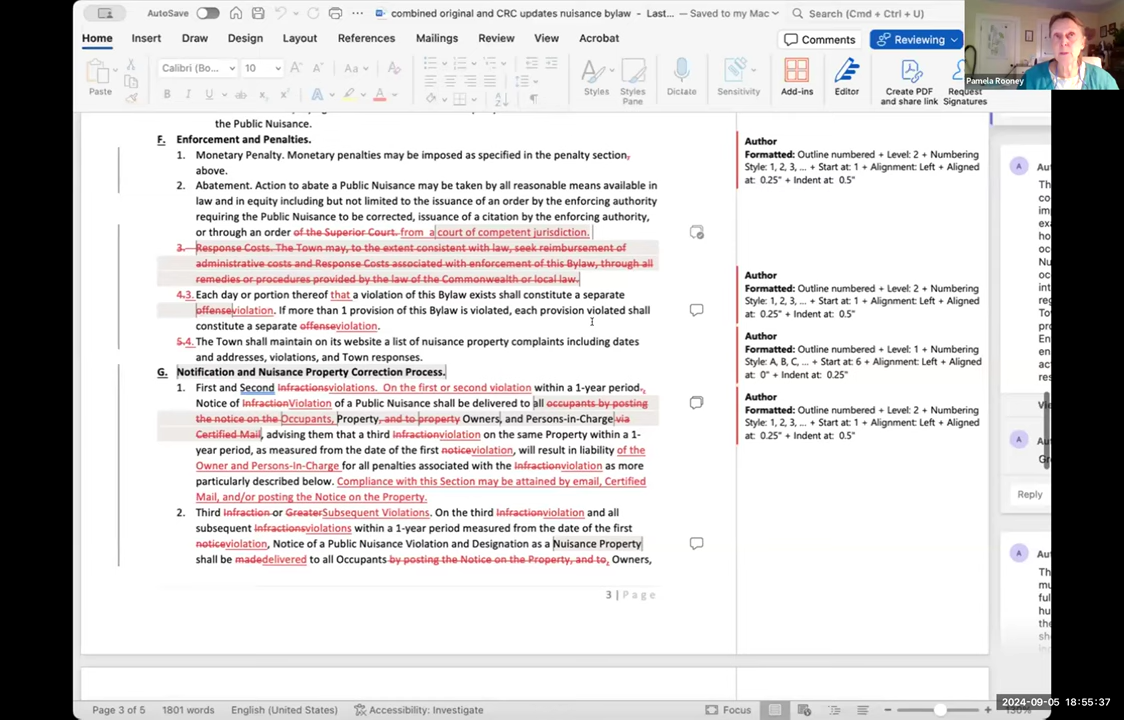 AutoSave
combined original and CRC updates nuisance bylaw - Last... — Saved to my Mac
Search (Cmd + Ctrl + U)
Home Insert Draw Design Layout References Mailings Review View Acrobat
Comments Reviewing
Paste
Calibri (Bo... 10
Styles
Styles Pane
Dictate
Sensitivity
Add-ins
Editor
Create PDF and share link
Request Signatures
Pamela Rooney
the Public Nuisance.
F. Enforcement and Penalties.
1. Monetary Penalty. Monetary penalties may be imposed as specified in the penalty section,
above.
2. Abatement. Action to abate a Public Nuisance may be taken by all reasonable means available in
law and in equity including but not limited to the issuance of an order by the enforcing authority
requiring the Public Nuisance to be corrected, issuance of a citation by the enforcing authority,
or through an order of the Superior Court. from a court of competent jurisdiction.
3. Response Costs. The Town may, to the extent consistent with law, seek reimbursement of
administrative costs and Response Costs associated with enforcement of this Bylaw, through all
remedies or procedures provided by the law of the Commonwealth or local law.
4.3. Each day or portion thereof that a violation of this Bylaw exists shall constitute a separate
offenseviolation. If more than 1 provision of this Bylaw is violated, each provision violated shall
constitute a separate offenseviolation.
5.4. The Town shall maintain on its website a list of nuisance property complaints including dates
and addresses, violations, and Town responses.
G. Notification and Nuisance Property Correction Process.
1. First and Second Infractionsviolations. On the first or second violation within a 1-year period.,
Notice of InfractionViolation of a Public Nuisance shall be delivered to all occupants by posting
the notice on the Occupants, Property, and to property Owners, and Persons-in-Charge via
Certified Mail, advising them that a third Infractionviolation on the same Property within a 1-
year period, as measured from the date of the first noticeviolation, will result in liability of the
Owner and Persons-In-Charge for all penalties associated with the Infractionviolation as more
particularly described below. Compliance with this Section may be attained by email, Certified
Mail, and/or posting the Notice on the Property.
2. Third Infraction or GreaterSubsequent Violations. On the third Infractionviolation and all
subsequent Infractionsviolations within a 1-year period measured from the date of the first
noticeviolation, Notice of a Public Nuisance Violation and Designation as a Nuisance Property
shall be madedelivered to all Occupants by posting the Notice on the Property, and to, Owners,
3 | Page
Author
Formatted: Outline numbered + Level: 2 + Numbering
Style: 1, 2, 3, ... + Start at: 1 + Alignment: Left + Aligned
at: 0.25" + Indent at: 0.5"
Author
Formatted: Outline numbered + Level: 2 + Numbering
Style: 1, 2, 3, ... + Start at: 1 + Alignment: Left + Aligned
at: 0.25" + Indent at: 0.5"
Author
Formatted: Outline numbered + Level: 1 + Numbering
Style: A, B, C, ... + Start at: 6 + Alignment: Left + Aligned
at: 0" + Indent at: 0.25"
Author
Formatted: Outline numbered + Level: 2 + Numbering
Style: 1, 2, 3, ... + Start at: 1 + Alignment: Left + Aligned
at: 0.25" + Indent at: 0.5"
Reply
Page 3 of 5 1801 words English (United States) Accessibility: Investigate Focus
2024-09-05 18:55:37